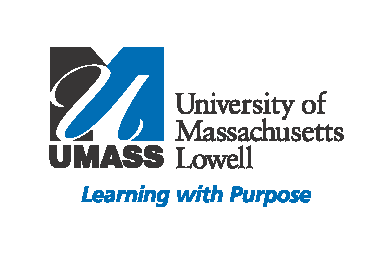 UMASS
University of
Massachusetts
Lowell
Learning with Purpose